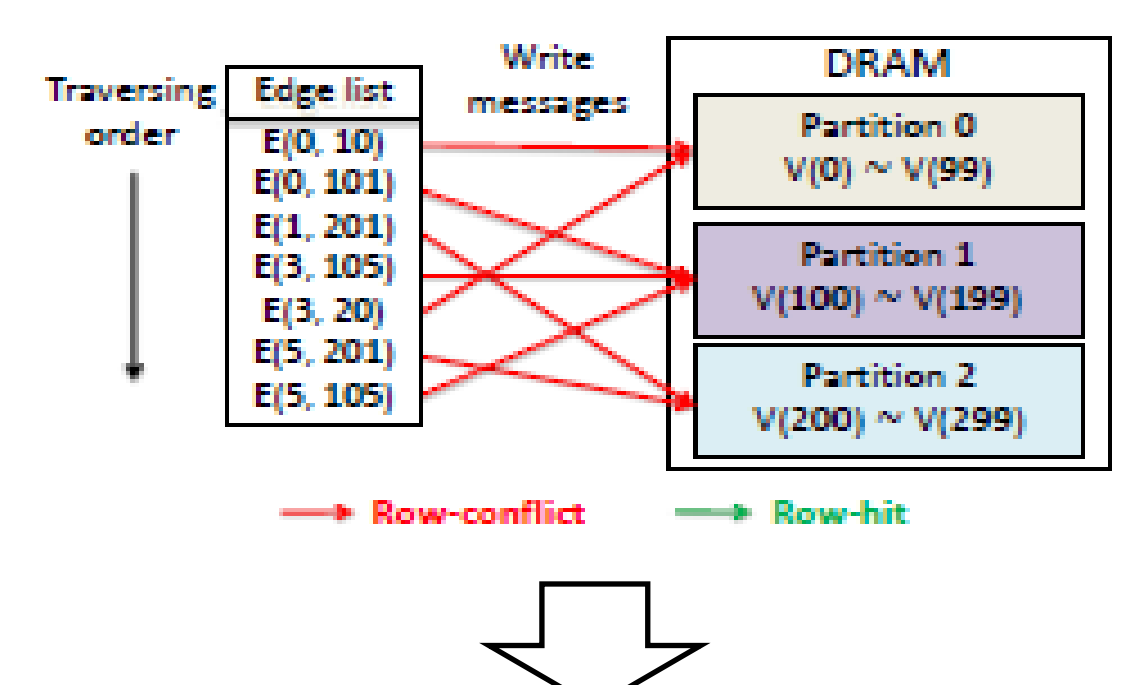 Traversing
order
Edge list
E(0, 10)
E(0, 101)
E(1, 201)
E(3, 105)
E(3, 20)
E(5, 201)
E(5, 105)
Write
messages
DRAM
Partition 0
V(0) ~ V(99)
Partition 1
V(100) ~ V(199)
Partition 2
V(200) ~ V(299)
Row-conflict
Row-hit